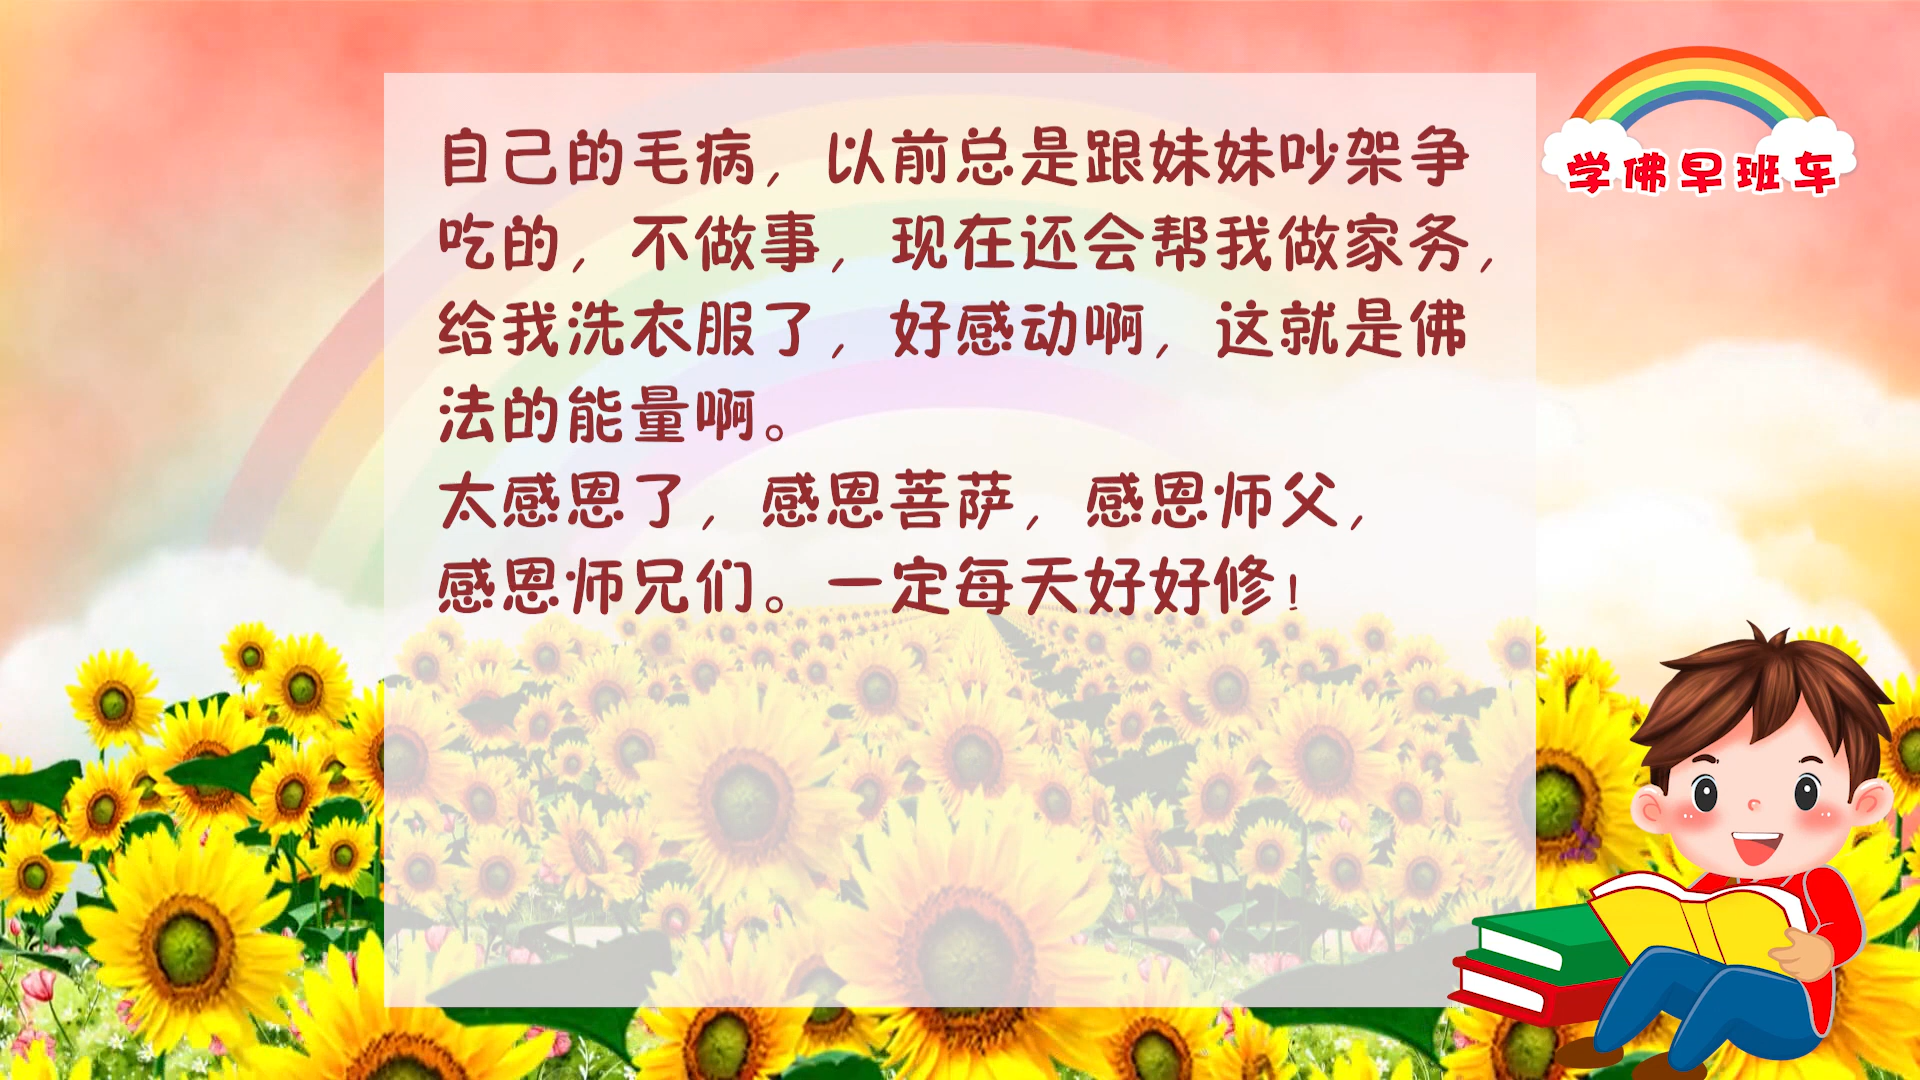 学佛早班车
自己的毛病，以前总是跟妹妹吵架争
吃的，不做事，现在还会帮我做家务，
给我洗衣服了，好感动啊，这就是佛
法的能量啊。
太感恩了，感恩菩萨，感恩师父，
感恩师兄们。一定每天好好修！